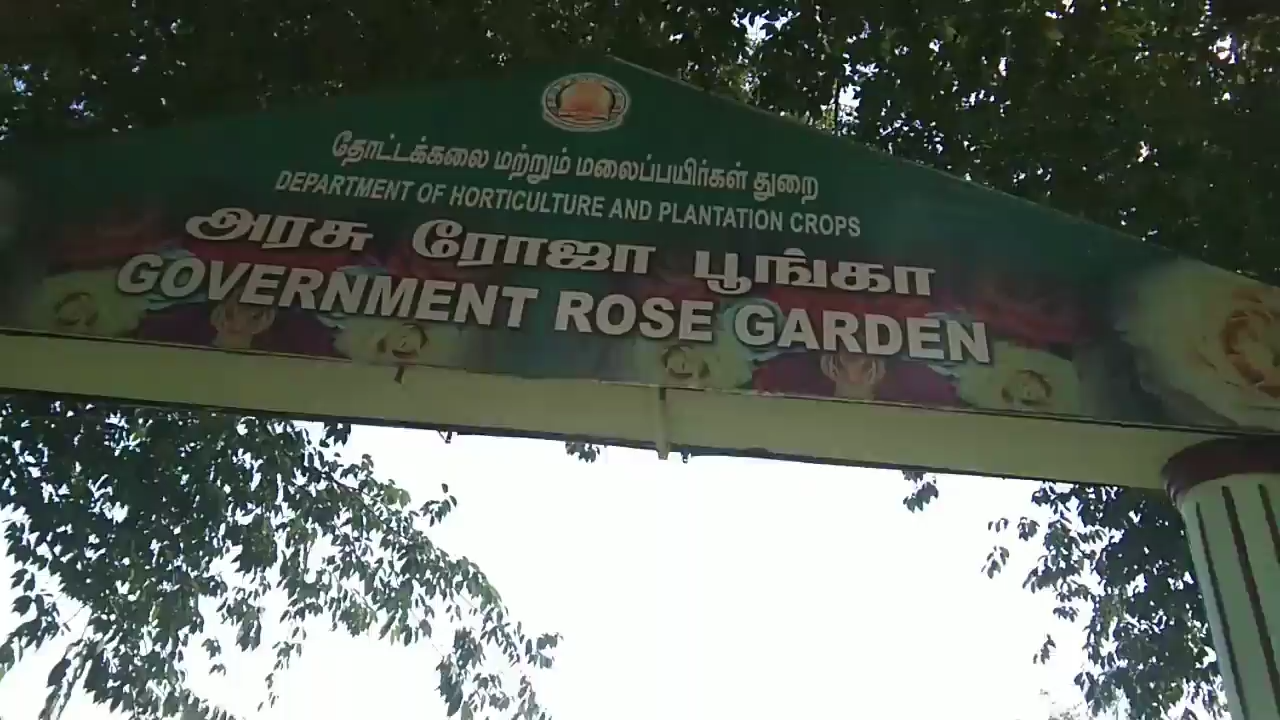 தோட்டக்கலை மற்றும் மலைப்பயிர்கள் துறை
DEPARTMENT OF HORTICULTURE AND PLANTATION CROPS
அரசு ரோஜா பூங்கா
GOVERNMENT ROSE GARDEN